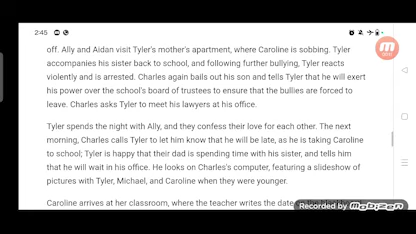 2:45
off. Ally and Aidan visit Tyler's mother's apartment, where Caroline is sobbing. Tyler
accompanies his sister back to school, and following further bullying, Tyler reacts
violently and is arrested. Charles again bails out his son and tells Tyler that he will exert
his power over the school's board of trustees to ensure that the bullies are forced to
leave. Charles asks Tyler to meet his lawyers at his office.
Tyler spends the night with Ally, and they confess their love for each other. The next
morning, Charles calls Tyler to let him know that he will be late, as he is taking Caroline
to school; Tyler is happy that their dad is spending time with his sister, and tells him
that he will wait in his office. He looks on Charles's computer, featuring a slideshow of
pictures with Tyler, Michael, and Caroline when they were younger.
Caroline arrives at her classroom, where the teacher writes the date
Recorded by Mobizen